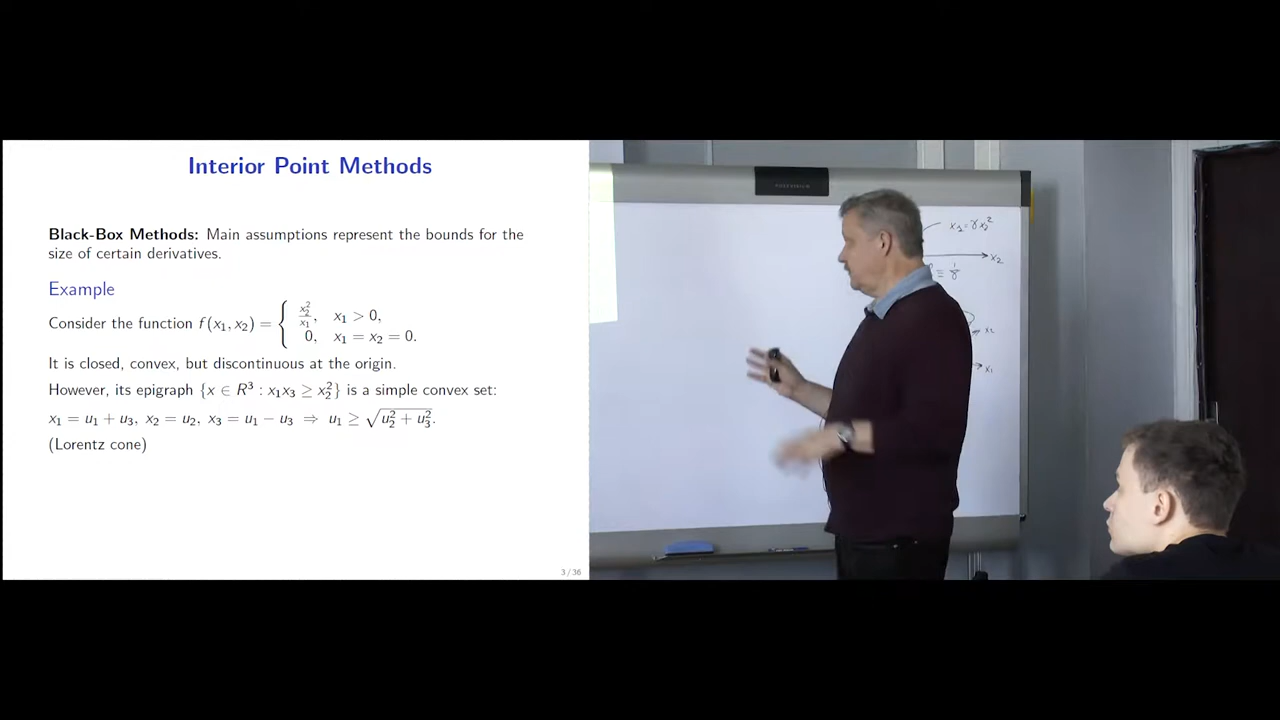 Interior Point Methods
Black-Box Methods: Main assumptions represent the bounds for the
size of certain derivatives.
Example
Consider the function f(x₁, x₂) = { x₂²/x₁, x₁ > 0,
0, x₁ = x₂ = 0.
It is closed, convex, but discontinuous at the origin.
However, its epigraph {x ∈ R³ : x₁x₃ ≥ x₂²} is a simple convex set:
x₁ = u₁ + u₃, x₂ = u₂, x₃ = u₁ − u₃ ⇒ u₁ ≥ √(u₂² + u₃²).
(Lorentz cone)
3 / 36
x₁=γx₂²
x₂
≡ 1/γ
x₁